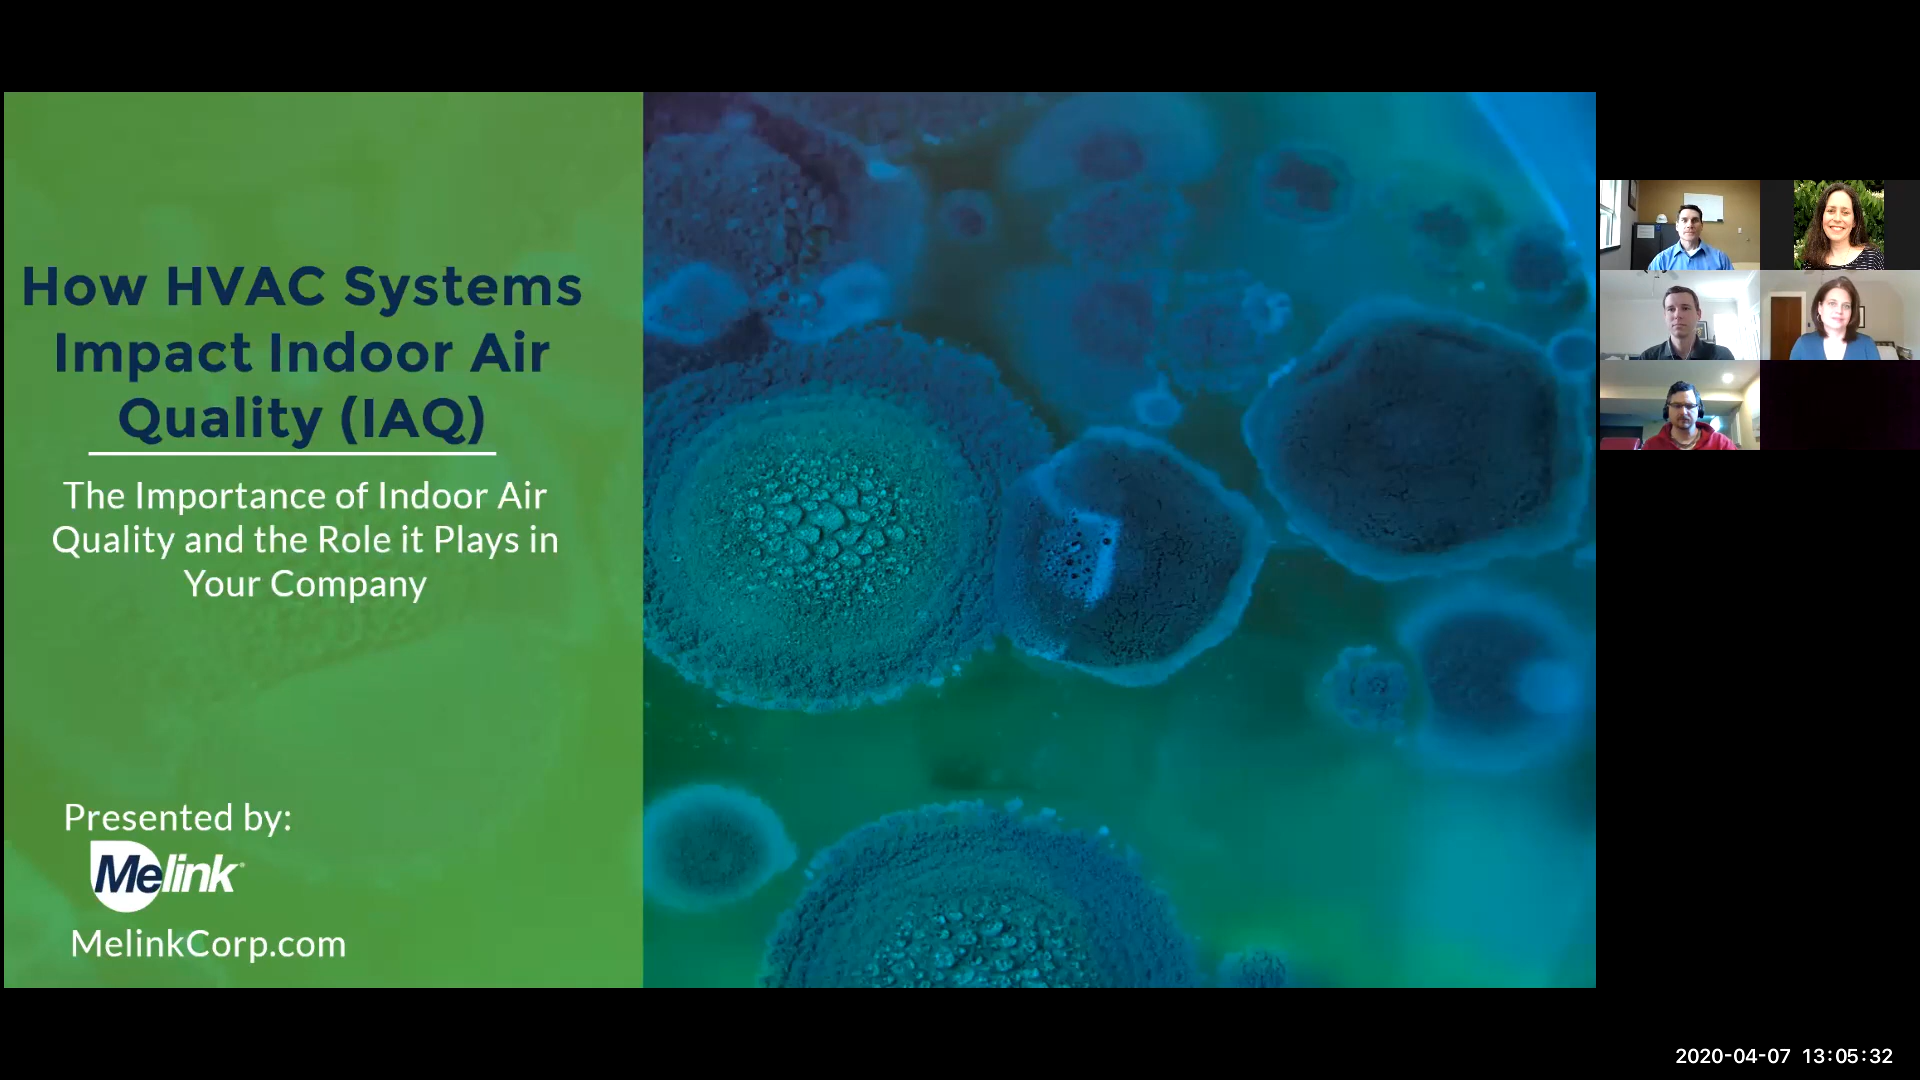 How HVAC Systems
Impact Indoor Air
Quality (IAQ)
The Importance of Indoor Air
Quality and the Role it Plays in
Your Company
Presented by:
Melink
MelinkCorp.com
2020-04-07 13:05:32